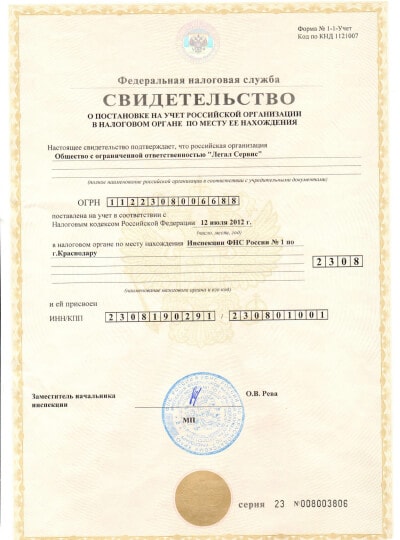 Форма № 1-1-Учет
Код по КНД 1121007
Федеральная налоговая служба
СВИДЕТЕЛЬСТВО
О ПОСТАНОВКЕ НА УЧЕТ РОССИЙСКОЙ ОРГАНИЗАЦИИ
В НАЛОГОВОМ ОРГАНЕ ПО МЕСТУ ЕЕ НАХОЖДЕНИЯ
Настоящее свидетельство подтверждает, что российская организация
Общество с ограниченной ответственностью "Легал Сервис"
(полное наименование российской организации в соответствии с учредительными документами)
ОГРН 1122308006688
поставлена на учет в соответствии с
Налоговым кодексом Российской Федерации 12 июля 2012 г.
(число, месяц, год)
в налоговом органе по месту нахождения Инспекции ФНС России № 1 по
г.Краснодару
2308
(наименование налогового органа и его код)
и ей присвоен
ИНН/КПП 2308190291 / 230801001
Заместитель начальника
инспекции
О.В. Рева
МП
серия 23 №008003806